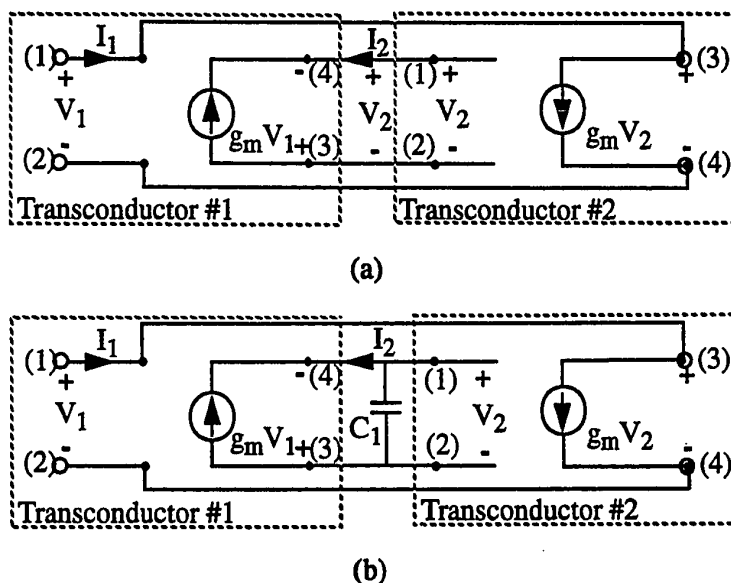 (1) I1 - (4) I2 (1) + (3)
+ + +
V1 gmV1 V2 V2 gmV2
(2) - +(3) - (2) - - (4)
Transconductor #1 Transconductor #2
(a)
(1) I1 - (4) I2 (1) + (3)
+ +
V1 gmV1 C1 V2 gmV2
(2) - +(3) (2) - - (4)
Transconductor #1 Transconductor #2
(b)